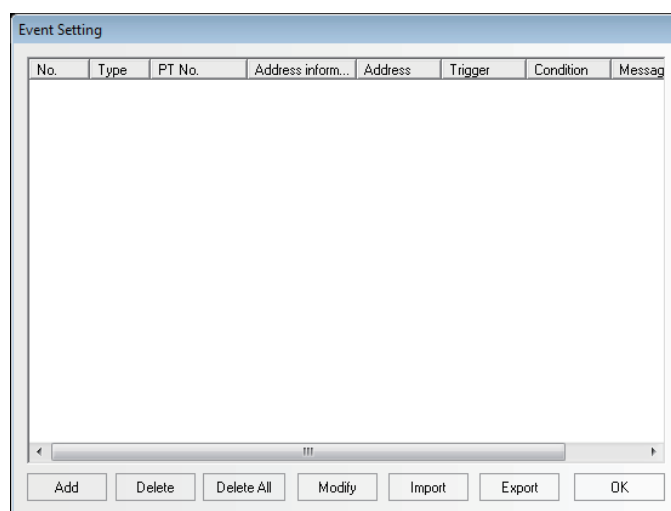 Event Setting
No. Type PT No. Address inform... Address Trigger Condition Messag
Add Delete Delete All Modify Import Export OK